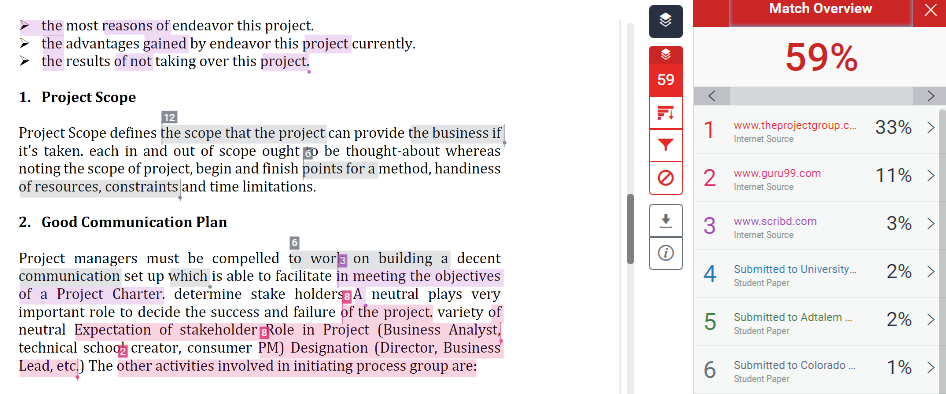 ➢ the most reasons of endeavor this project.
➢ the advantages gained by endeavor this project currently.
➢ the results of not taking over this project.
1. Project Scope
12
Project Scope defines the scope that the project can provide the business if
it's taken. each in and out of scope ought to be thought-about whereas
6
noting the scope of project, begin and finish points for a method, handiness
of resources, constraints and time limitations.
2. Good Communication Plan
6
Project managers must be compelled to work on building a decent
3
communication set up which is able to facilitate in meeting the objectives
of a Project Charter. determine stake holders A neutral plays very
8
important role to decide the success and failure of the project. variety of
neutral Expectation of stakeholder Role in Project (Business Analyst,
8
technical school creator, consumer PM) Designation (Director, Business
2
Lead, etc.) The other activities involved in initiating process group are:
59
Match Overview
59%
1 www.theprojectgroup.c... 33%
Internet Source
2 www.guru99.com 11%
Internet Source
3 www.scribd.com 3%
Internet Source
4 Submitted to University... 2%
Student Paper
5 Submitted to Adtalem ... 2%
Student Paper
6 Submitted to Colorado ... 1%
Student Paper